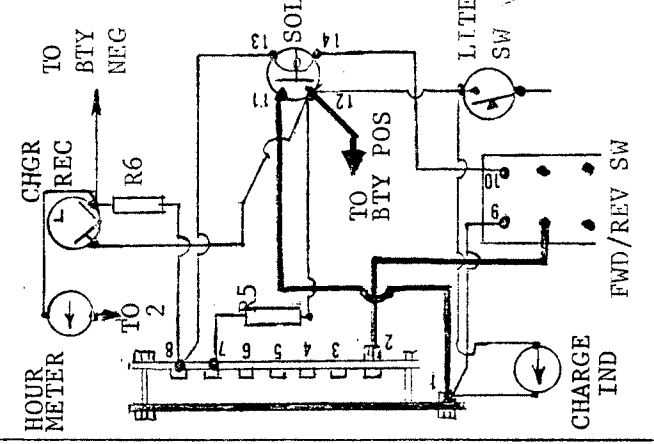 TO
BTY
NEG
CHGR
REC
R6
HOUR
METER
TO
2
SOL
13
14
11
12
TO
BTY POS
LITE
SW
10
9
FWD/REV SW
R5
8
7
6
5
4
3
2
1
CHARGE
IND